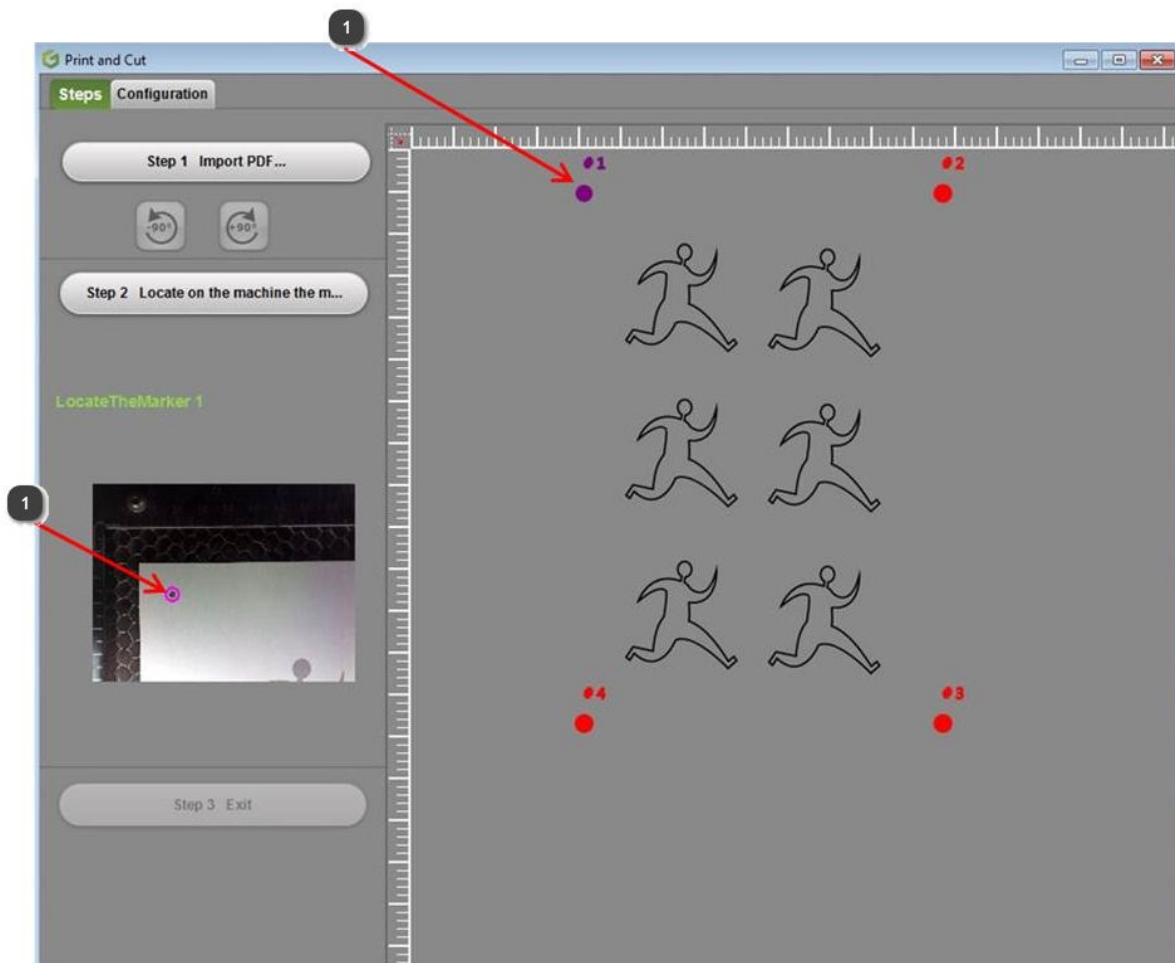 1
Print and Cut
Steps Configuration
Step 1 Import PDF...
#1 #2
-90° +90°
Step 2 Locate on the machine the m...
LocateTheMarker 1
1
#4 #3
Step 3 Exit